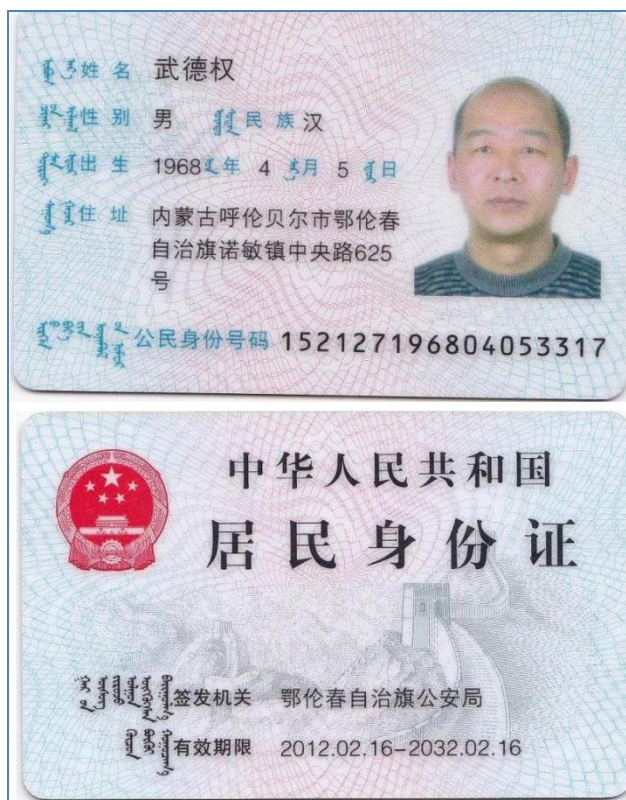 姓名 武德权
性别 男 民族 汉
出生 1968 年 4 月 5 日
住址 内蒙古呼伦贝尔市鄂伦春
自治旗诺敏镇中央路625
号
公民身份号码 152127196804053317
中华人民共和国
居民身份证
签发机关 鄂伦春自治旗公安局
有效期限 2012.02.16-2032.02.16